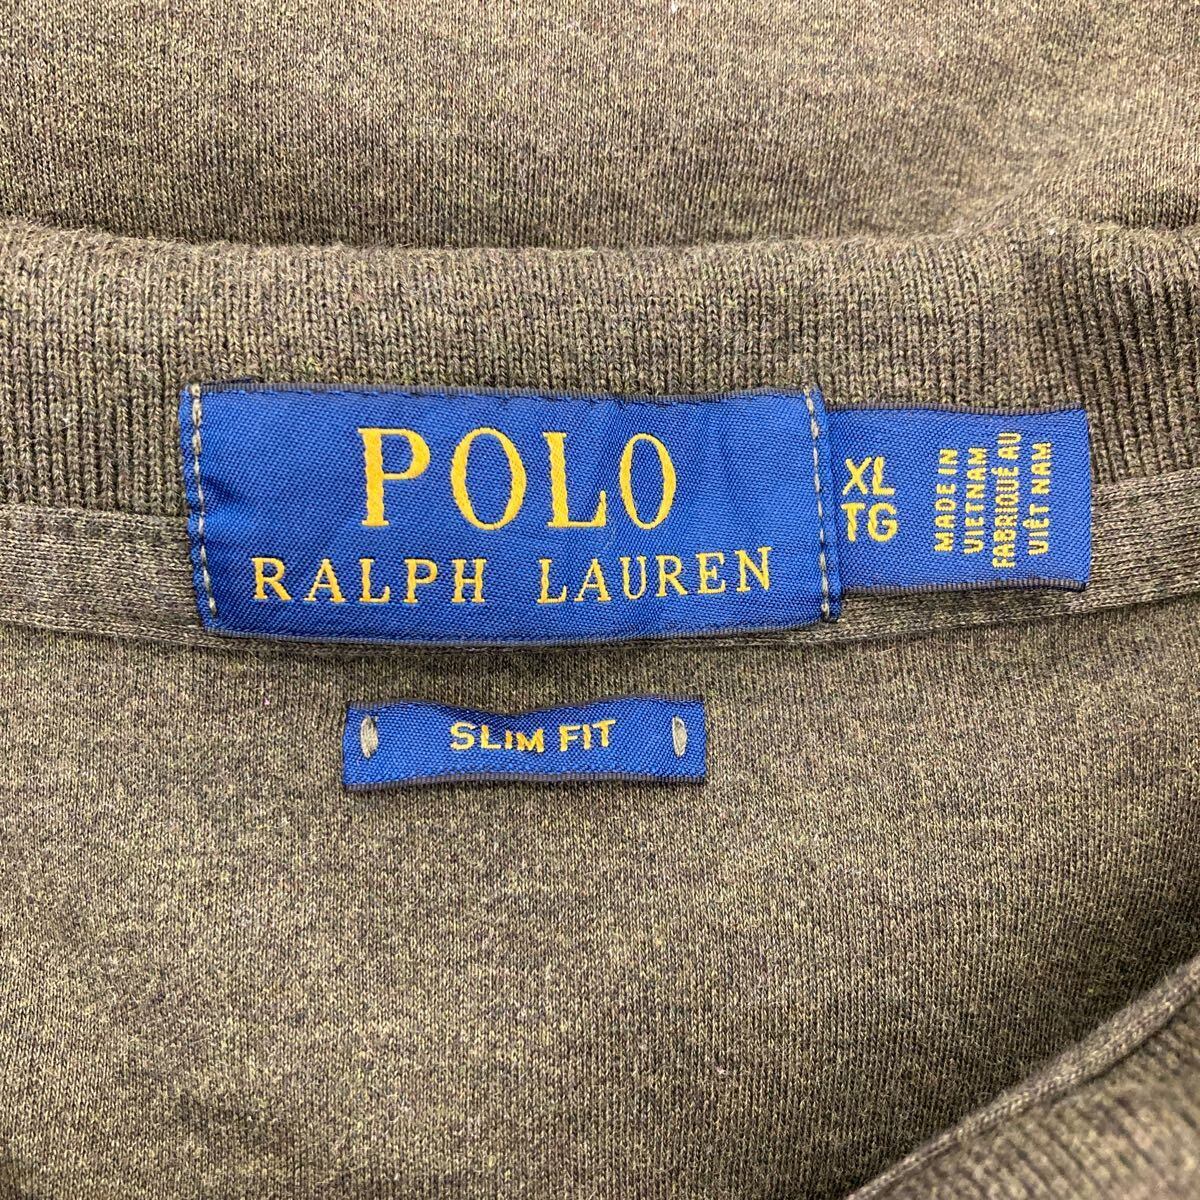 POLO
RALPH LAUREN
XL
TG
MADE IN
VIETNAM
FABRIQUÉ AU
VIÊT NAM
SLIM FIT